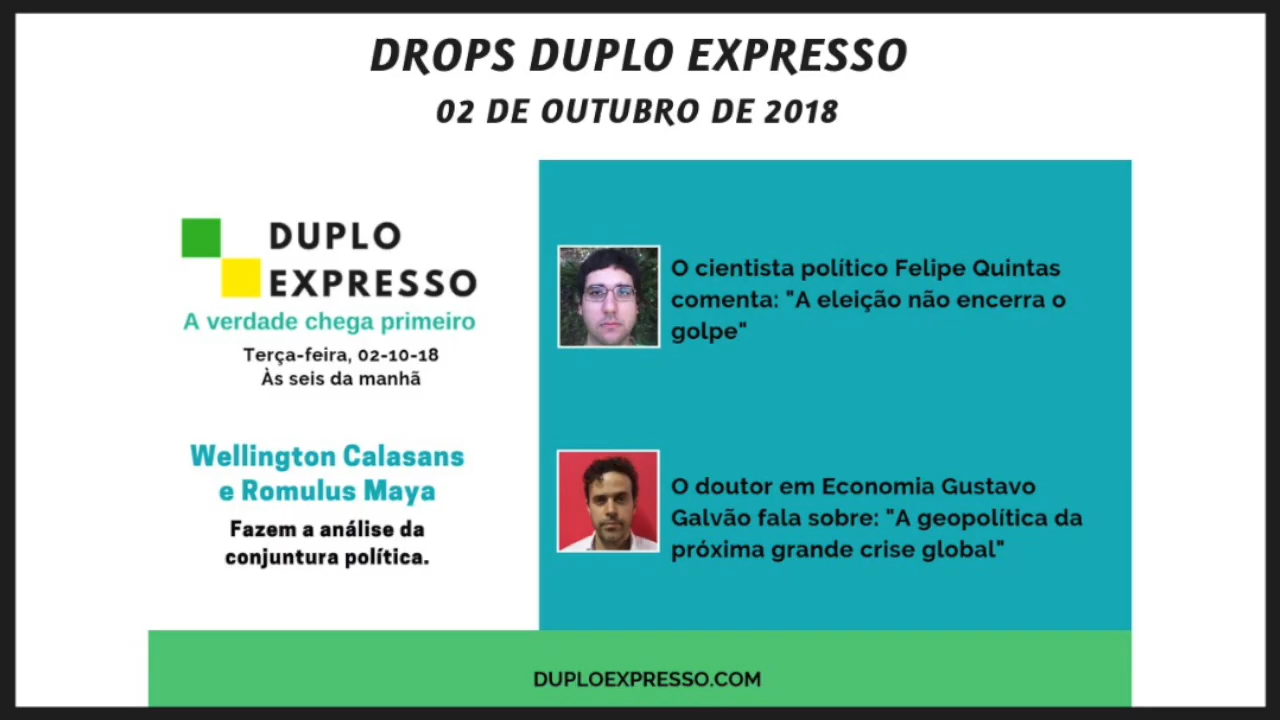 DROPS DUPLO EXPRESSO
02 DE OUTUBRO DE 2018
DUPLO
EXPRESSO
A verdade chega primeiro
Terça-feira, 02-10-18
Às seis da manhã
Wellington Calasans
e Romulus Maya
Fazem a análise da
conjuntura política.
O cientista político Felipe Quintas
comenta: "A eleição não encerra o
golpe"
O doutor em Economia Gustavo
Galvão fala sobre: "A geopolítica da
próxima grande crise global"
DUPLOEXPRESSO.COM